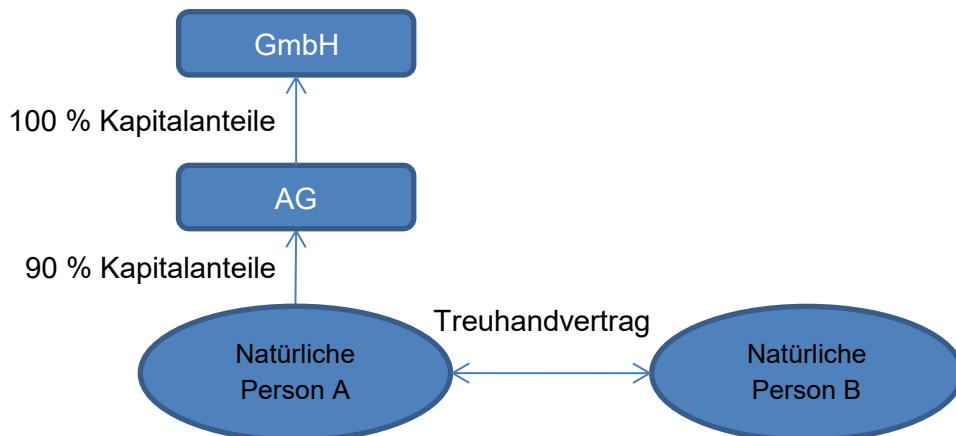 GmbH
100 % Kapitalanteile
AG
90 % Kapitalanteile
Treuhandvertrag
Natürliche
Person A
Natürliche
Person B